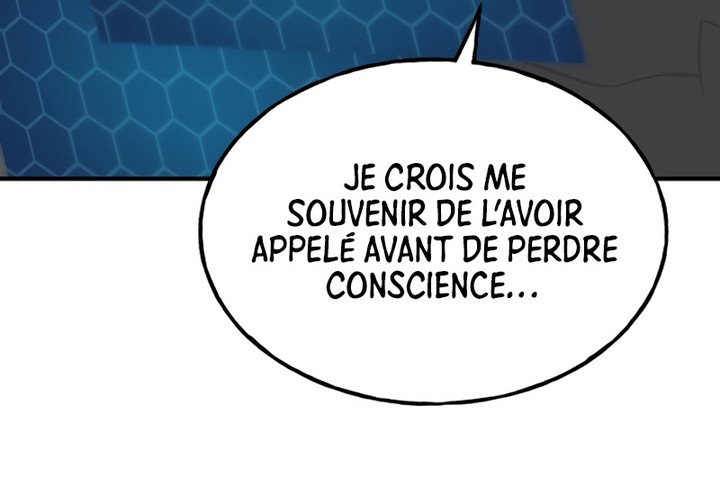 JE CROIS ME
SOUVENIR DE L'AVOIR
APPELÉ AVANT DE PERDRE
CONSCIENCE...